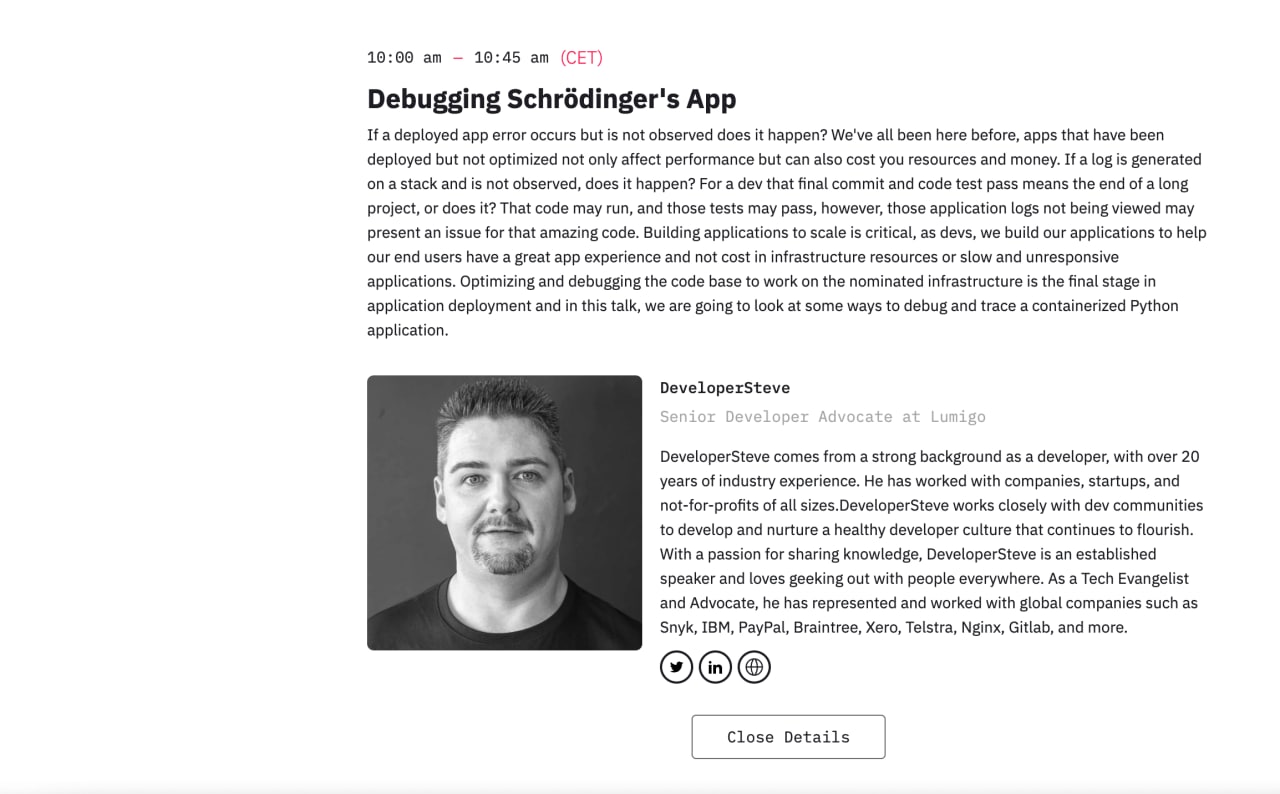 10:00 am — 10:45 am (CET)
Debugging Schrödinger's App
If a deployed app error occurs but is not observed does it happen? We've all been here before, apps that have been
deployed but not optimized not only affect performance but can also cost you resources and money. If a log is generated
on a stack and is not observed, does it happen? For a dev that final commit and code test pass means the end of a long
project, or does it? That code may run, and those tests may pass, however, those application logs not being viewed may
present an issue for that amazing code. Building applications to scale is critical, as devs, we build our applications to help
our end users have a great app experience and not cost in infrastructure resources or slow and unresponsive
applications. Optimizing and debugging the code base to work on the nominated infrastructure is the final stage in
application deployment and in this talk, we are going to look at some ways to debug and trace a containerized Python
application.
DeveloperSteve
Senior Developer Advocate at Lumigo
DeveloperSteve comes from a strong background as a developer, with over 20
years of industry experience. He has worked with companies, startups, and
not-for-profits of all sizes.DeveloperSteve works closely with dev communities
to develop and nurture a healthy developer culture that continues to flourish.
With a passion for sharing knowledge, DeveloperSteve is an established
speaker and loves geeking out with people everywhere. As a Tech Evangelist
and Advocate, he has represented and worked with global companies such as
Snyk, IBM, PayPal, Braintree, Xero, Telstra, Nginx, Gitlab, and more.
in
Close Details